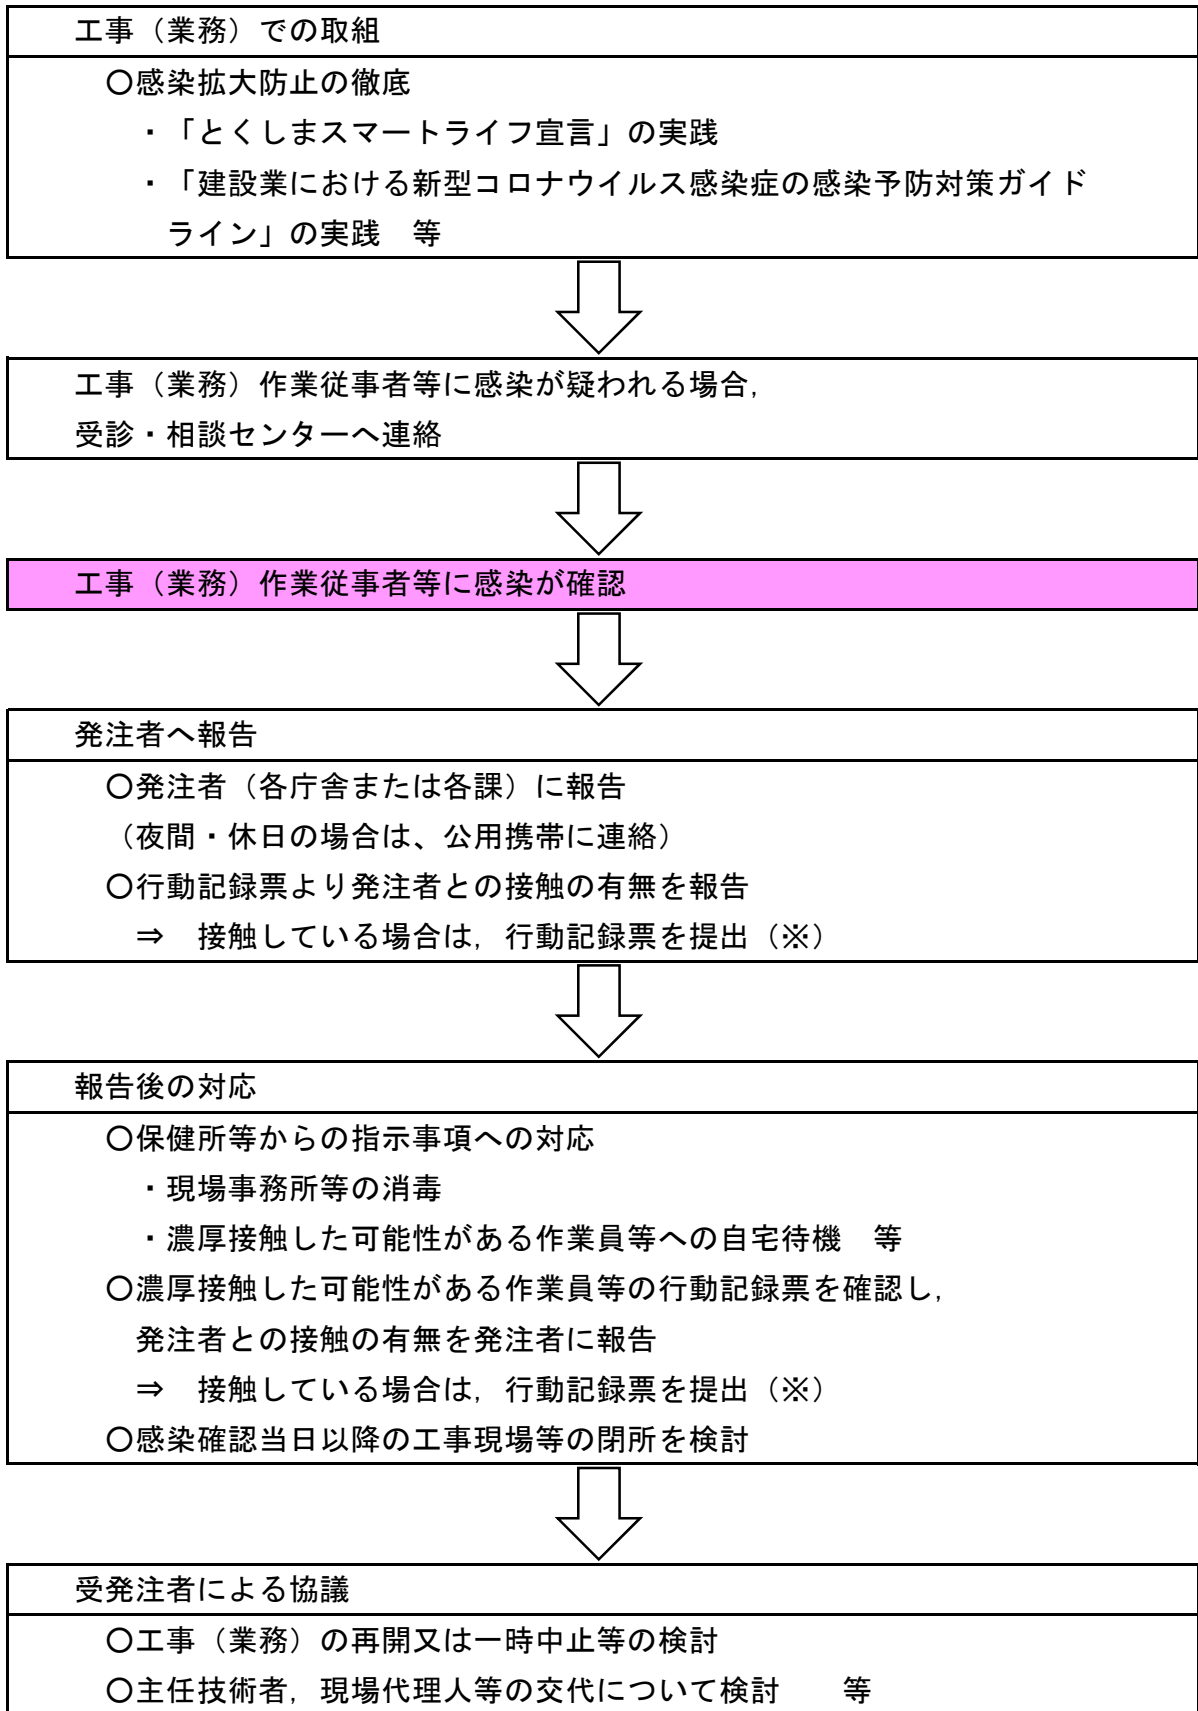 工事（業務）での取組
〇感染拡大防止の徹底
・「とくしまスマートライフ宣言」の実践
・「建設業における新型コロナウイルス感染症の感染予防対策ガイド
ライン」の実践　等
工事（業務）作業従事者等に感染が疑われる場合，
受診・相談センターへ連絡
工事（業務）作業従事者等に感染が確認
発注者へ報告
〇発注者（各庁舎または各課）に報告
（夜間・休日の場合は、公用携帯に連絡）
〇行動記録票より発注者との接触の有無を報告
⇒　接触している場合は，行動記録票を提出（※）
報告後の対応
〇保健所等からの指示事項への対応
・現場事務所等の消毒
・濃厚接触した可能性がある作業員等への自宅待機　等
〇濃厚接触した可能性がある作業員等の行動記録票を確認し，
発注者との接触の有無を発注者に報告
⇒　接触している場合は，行動記録票を提出（※）
〇感染確認当日以降の工事現場等の閉所を検討
受発注者による協議
〇工事（業務）の再開又は一時中止等の検討
〇主任技術者，現場代理人等の交代について検討　　等